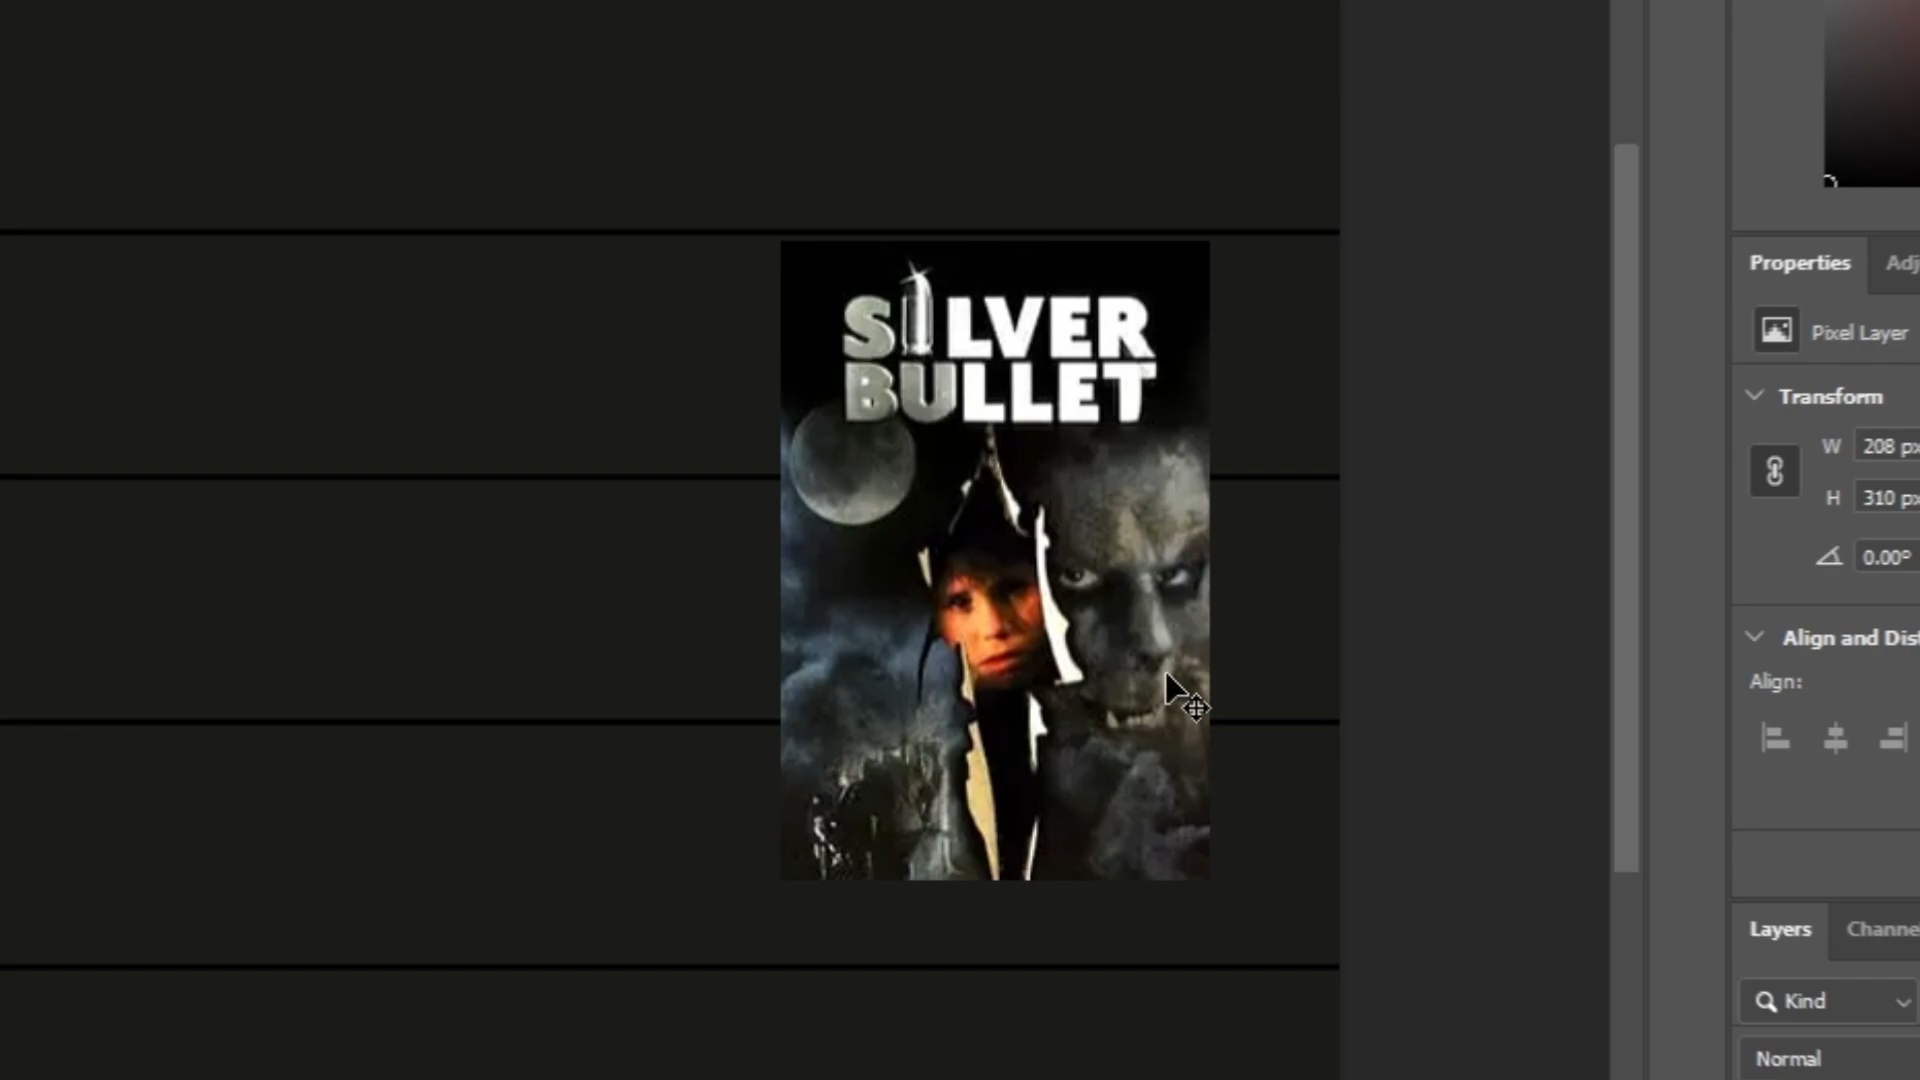 SILVER
BULLET
Properties
Adj
Pixel Layer
Transform
W 208 px
H 310 px
0.00°
Align and Dist
Align:
Layers
Channe
Kind
Normal